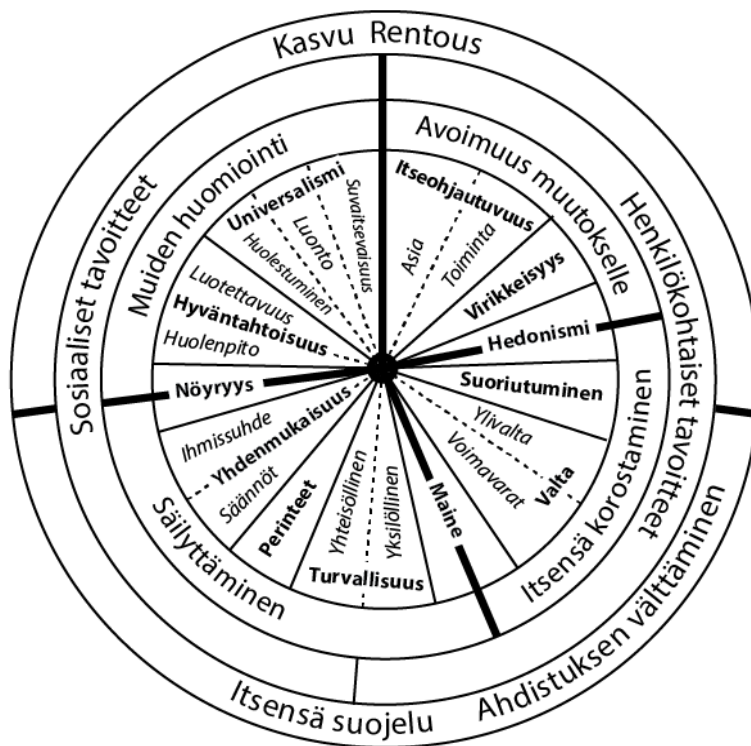 Kasvu Rentous
Sosiaaliset tavoitteet
Henkilökohtaiset tavoitteet
Muiden huomiointi
Avoimuus muutokselle
Universalismi
Huolestuminen
Luonto
Suvaitsevaisuus
Itseohjautuvuus
Asia
Toiminta
Virikkeisyys
Hedonismi
Luotettavuus
Hyväntahtoisuus
Huolenpito
Nöyryys
Suoriutuminen
Ylivalta
Voimavarat
Valta
Ihmissuhde
Yhdenmukaisuus
Säännöt
Perinteet
Yhteisöllinen
Yksilöllinen
Turvallisuus
Maine
Säilyttäminen
Itsensä korostaminen
Itsensä suojelu
Ahdistuksen välttäminen